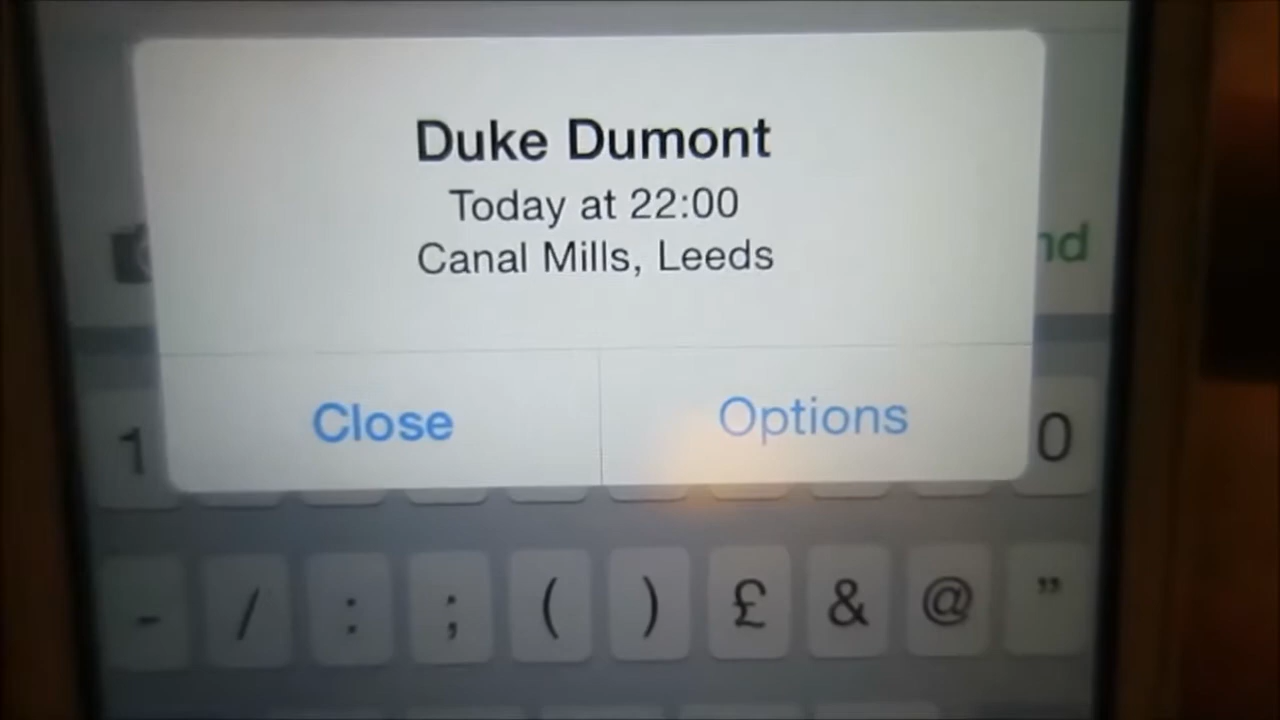 Duke Dumont
Today at 22:00
Canal Mills, Leeds
nd
Close
Options
1
0
- / : ; ( ) £ & @ ”